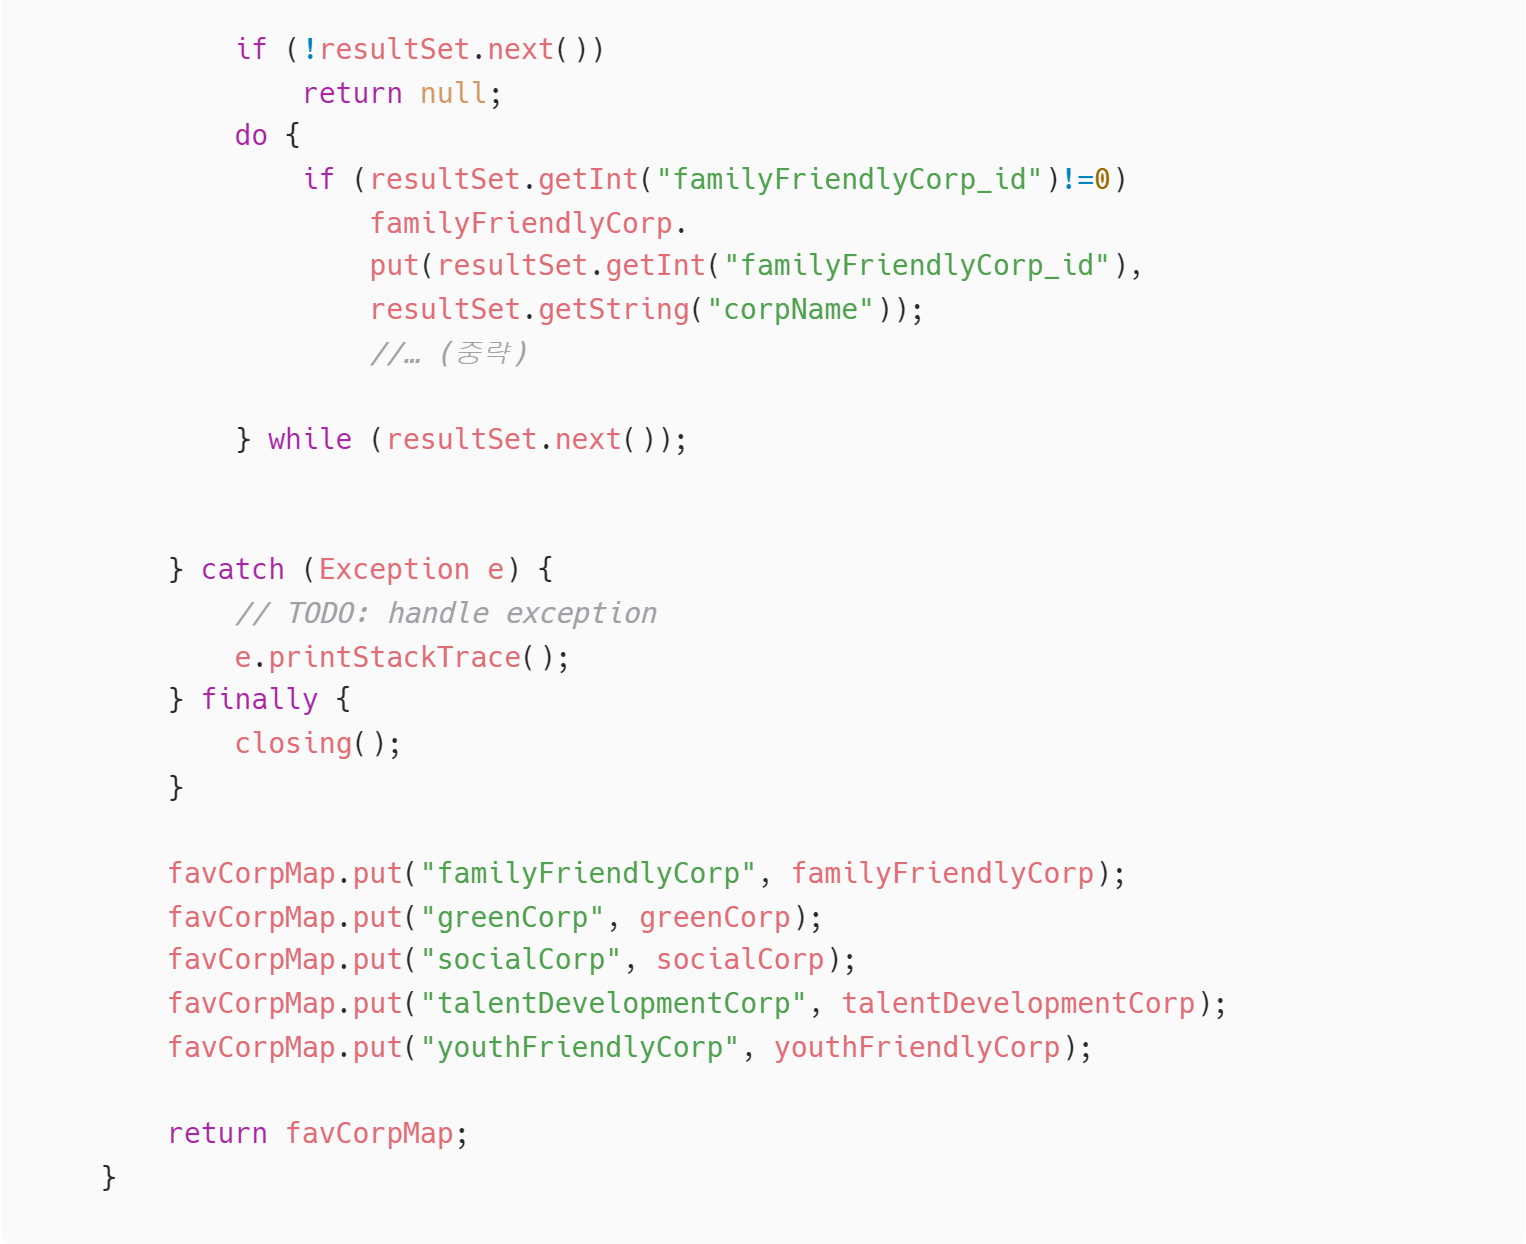 if (!resultSet.next())
return null;
do {
if (resultSet.getInt("familyFriendlyCorp_id")!=0)
familyFriendlyCorp.
put(resultSet.getInt("familyFriendlyCorp_id"),
resultSet.getString("corpName"));
//… (중략)
} while (resultSet.next());
} catch (Exception e) {
// TODO: handle exception
e.printStackTrace();
} finally {
closing();
}
favCorpMap.put("familyFriendlyCorp", familyFriendlyCorp);
favCorpMap.put("greenCorp", greenCorp);
favCorpMap.put("socialCorp", socialCorp);
favCorpMap.put("talentDevelopmentCorp", talentDevelopmentCorp);
favCorpMap.put("youthFriendlyCorp", youthFriendlyCorp);
return favCorpMap;
}